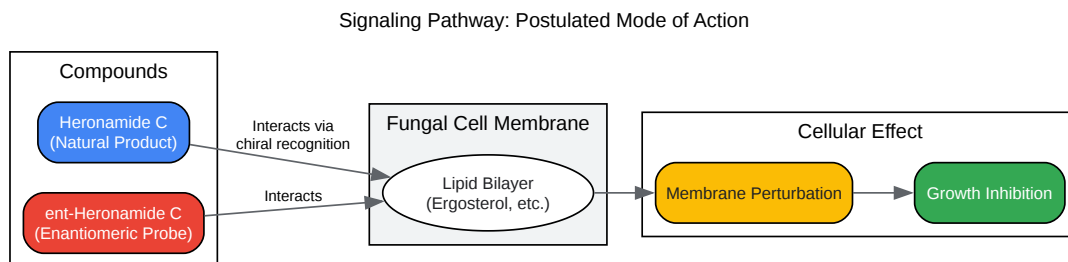 Signaling Pathway: Postulated Mode of Action
Compounds
Heronamide C
(Natural Product)
ent-Heronamide C
(Enantiomeric Probe)
Interacts via
chiral recognition
Interacts
Fungal Cell Membrane
Lipid Bilayer
(Ergosterol, etc.)
Cellular Effect
Membrane Perturbation
Growth Inhibition